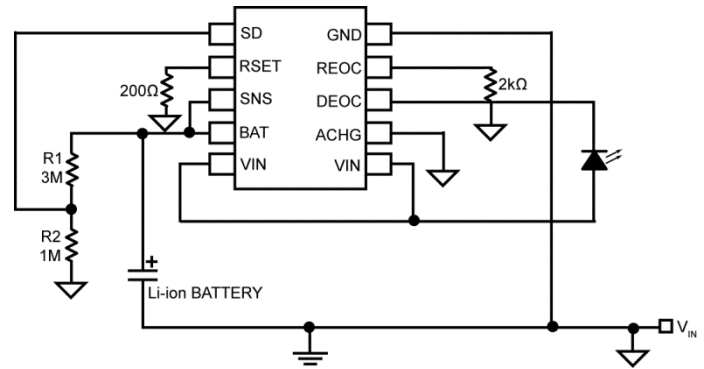 SD
GND
RSET
REOC
200Ω
2kΩ
SNS
DEOC
BAT
ACHG
R1
3M
VIN
VIN
R2
1M
+
Li-ion BATTERY
VIN